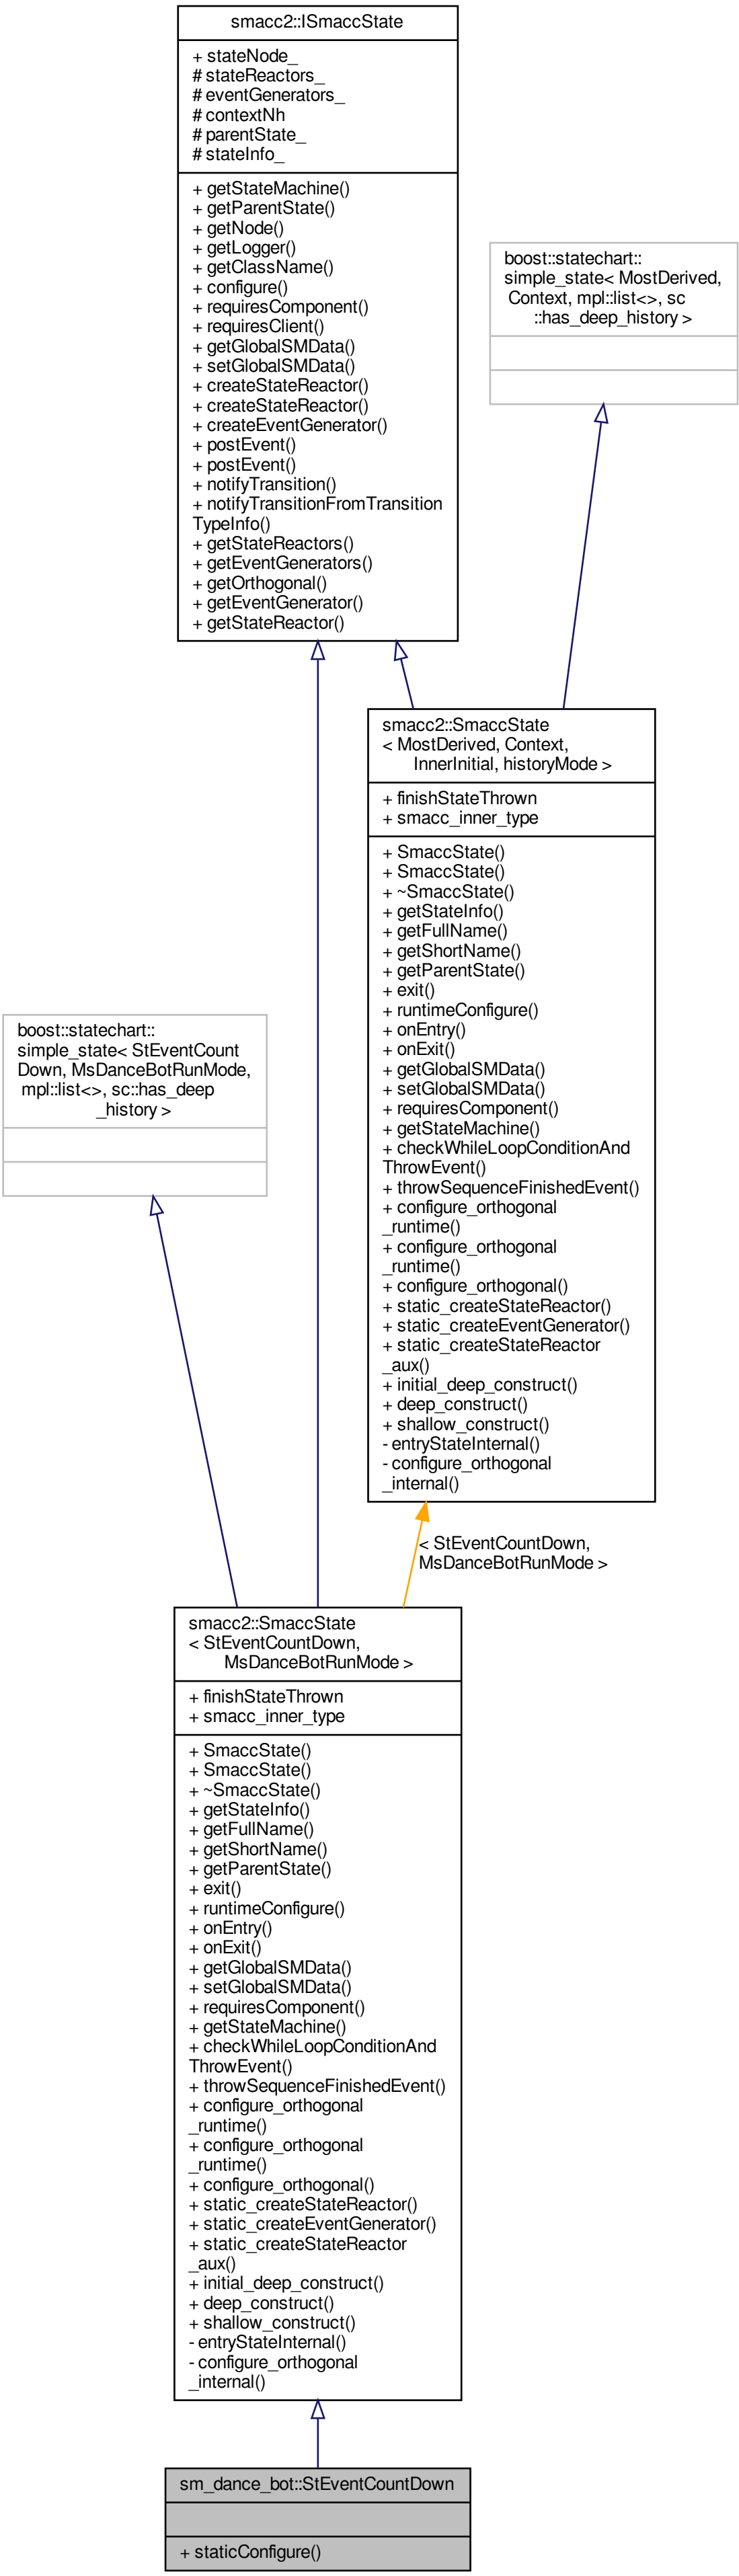 smacc2::ISmaccState
+ stateNode_
# stateReactors_
# eventGenerators_
# contextNh
# parentState_
# stateInfo_
+ getStateMachine()
+ getParentState()
+ getNode()
+ getLogger()
+ getClassName()
+ configure()
+ requiresComponent()
+ requiresClient()
+ getGlobalSMData()
+ setGlobalSMData()
+ createStateReactor()
+ createStateReactor()
+ createEventGenerator()
+ postEvent()
+ postEvent()
+ notifyTransition()
+ notifyTransitionFromTransition
TypeInfo()
+ getStateReactors()
+ getEventGenerators()
+ getOrthogonal()
+ getEventGenerator()
+ getStateReactor()
boost::statechart::
simple_state< MostDerived,
Context, mpl::list<>, sc
::has_deep_history >
smacc2::SmaccState
< MostDerived, Context,
InnerInitial, historyMode >
+ finishStateThrown
+ smacc_inner_type
+ SmaccState()
+ SmaccState()
+ ~SmaccState()
+ getStateInfo()
+ getFullName()
+ getShortName()
+ getParentState()
+ exit()
+ runtimeConfigure()
+ onEntry()
+ onExit()
+ getGlobalSMData()
+ setGlobalSMData()
+ requiresComponent()
+ getStateMachine()
+ checkWhileLoopConditionAnd
ThrowEvent()
+ throwSequenceFinishedEvent()
+ configure_orthogonal
_runtime()
+ configure_orthogonal
_runtime()
+ configure_orthogonal()
+ static_createStateReactor()
+ static_createEventGenerator()
+ static_createStateReactor
_aux()
+ initial_deep_construct()
+ deep_construct()
+ shallow_construct()
- entryStateInternal()
- configure_orthogonal
_internal()
boost::statechart::
simple_state< StEventCount
Down, MsDanceBotRunMode,
mpl::list<>, sc::has_deep
_history >
< StEventCountDown,
MsDanceBotRunMode >
smacc2::SmaccState
< StEventCountDown,
MsDanceBotRunMode >
+ finishStateThrown
+ smacc_inner_type
+ SmaccState()
+ SmaccState()
+ ~SmaccState()
+ getStateInfo()
+ getFullName()
+ getShortName()
+ getParentState()
+ exit()
+ runtimeConfigure()
+ onEntry()
+ onExit()
+ getGlobalSMData()
+ setGlobalSMData()
+ requiresComponent()
+ getStateMachine()
+ checkWhileLoopConditionAnd
ThrowEvent()
+ throwSequenceFinishedEvent()
+ configure_orthogonal
_runtime()
+ configure_orthogonal
_runtime()
+ configure_orthogonal()
+ static_createStateReactor()
+ static_createEventGenerator()
+ static_createStateReactor
_aux()
+ initial_deep_construct()
+ deep_construct()
+ shallow_construct()
- entryStateInternal()
- configure_orthogonal
_internal()
sm_dance_bot::StEventCountDown
+ staticConfigure()